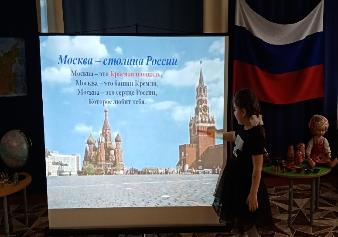 Москва – столица России
Москва – это Красная площадь,
Москва – это башни Кремля,
Москва – это сердце России,
Которое любит тебя.